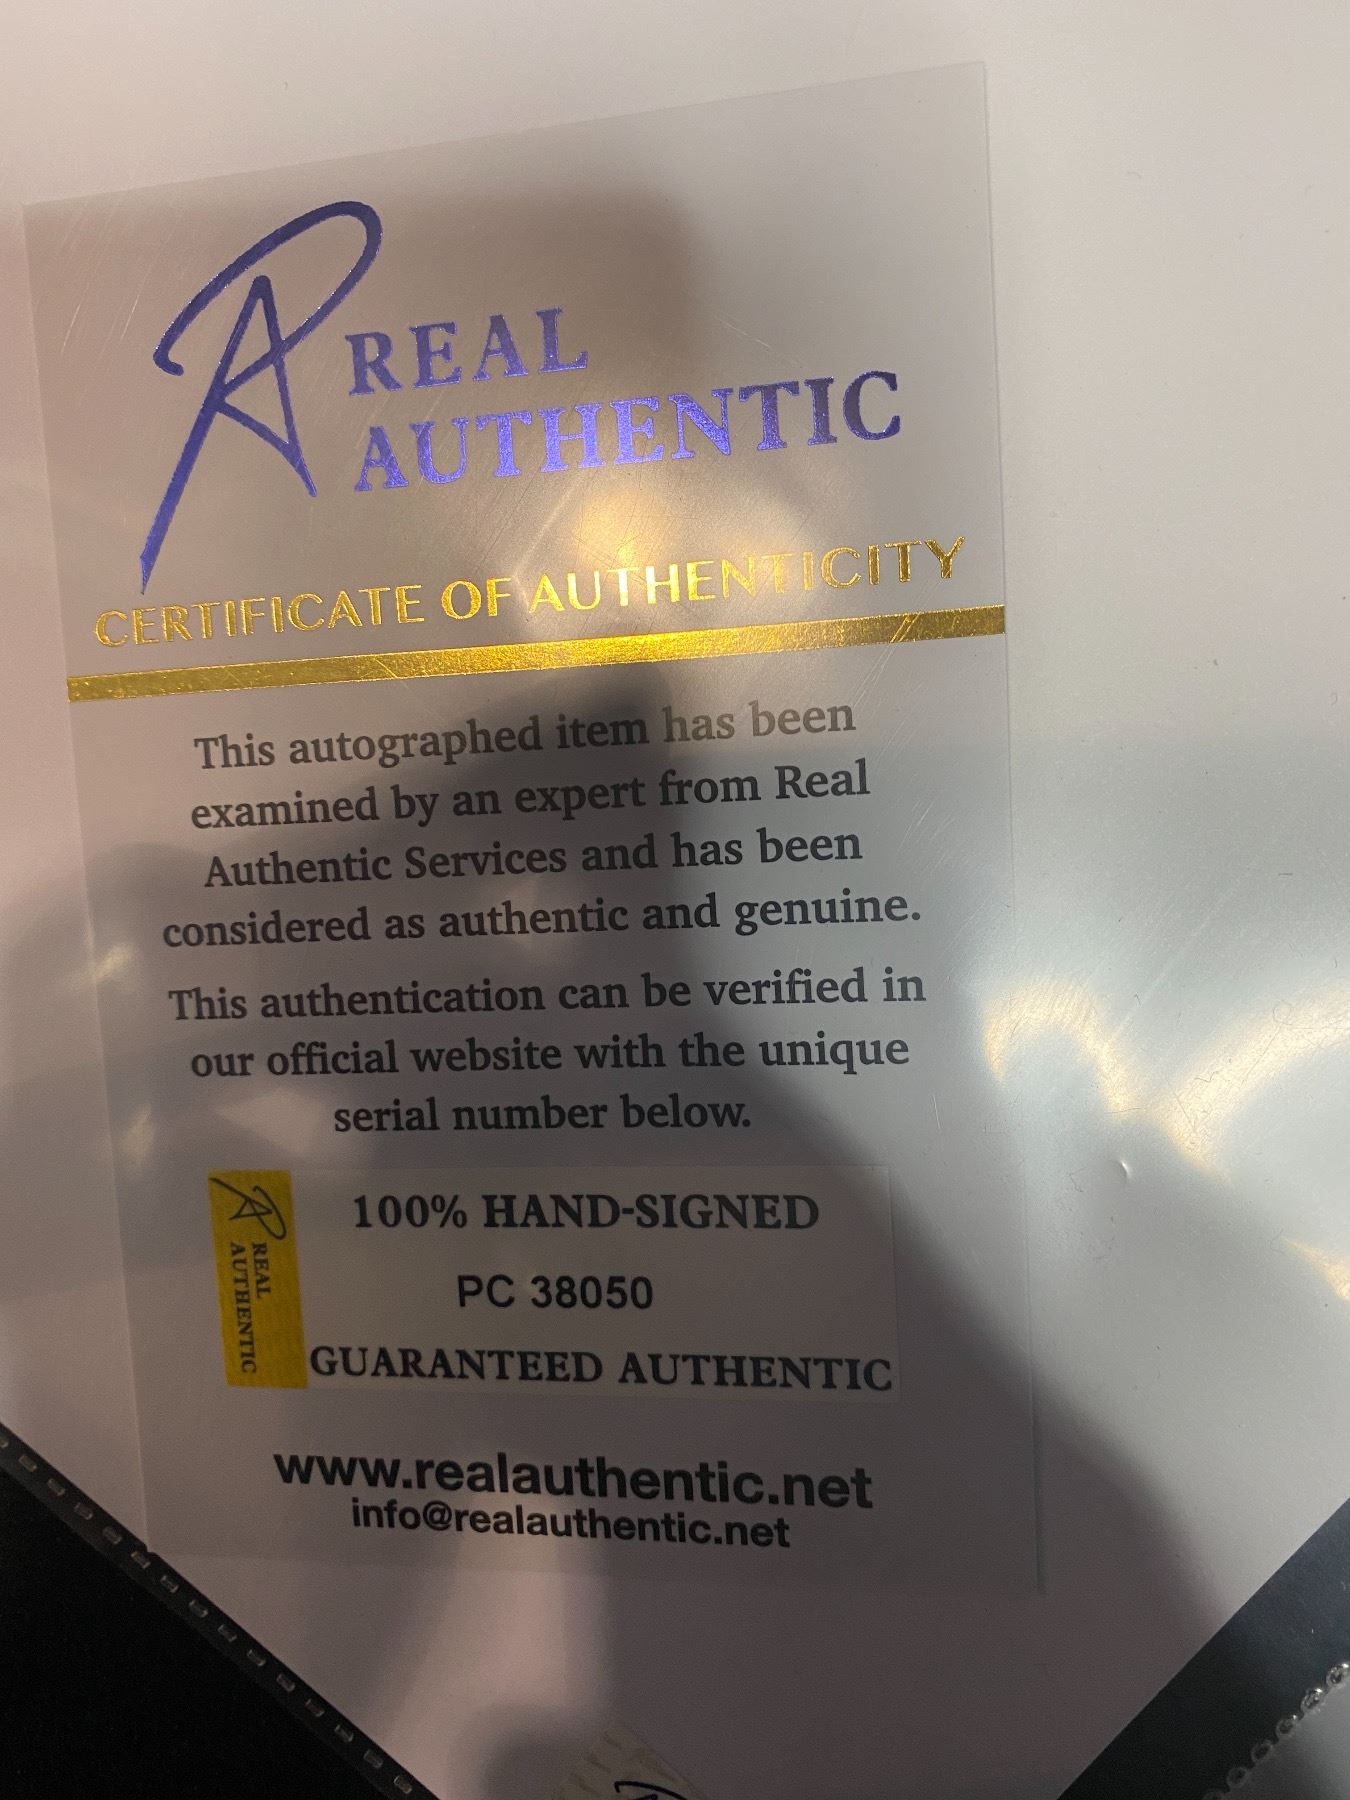 REAL
AUTHENTIC
CERTIFICATE OF AUTHENTICITY
This autographed item has been
examined by an expert from Real
Authentic Services and has been
considered as authentic and genuine.
This authentication can be verified in
our official website with the unique
serial number below.
REAL
AUTHENTIC
100% HAND-SIGNED
PC 38050
GUARANTEED AUTHENTIC
www.realauthentic.net
info@realauthentic.net